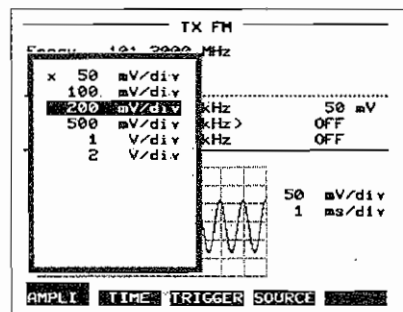 TX FM
MHz
x 50 mV/div
100 mV/div
200 mV/div
500 mV/div
1 V/div
2 V/div
kHz 50 mV
kHz> OFF
kHz OFF
50 mV/div
1 ms/div
AMPLI TIME TRIGGER SOURCE